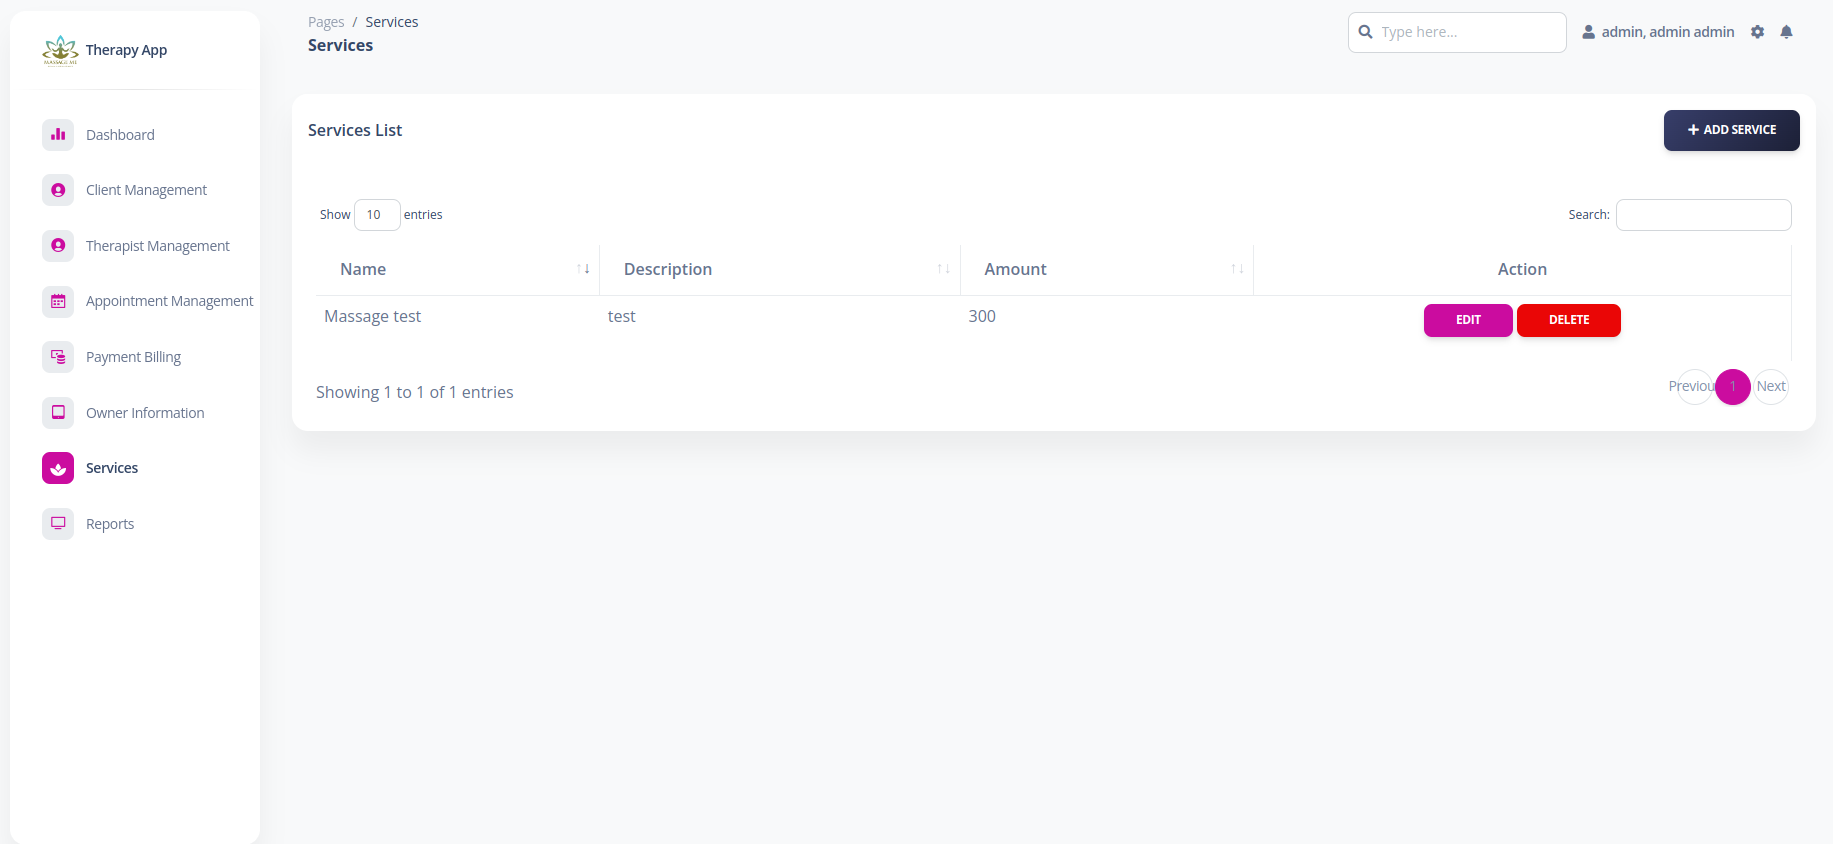 MASSAGE ME
Therapy App
Dashboard
Client Management
Therapist Management
Appointment Management
Payment Billing
Owner Information
Services
Reports
Pages / Services
Services
Type here...
admin, admin admin
Services List
ADD SERVICE
Show 10 entries
Search:
Name Description Amount Action
Massage test test 300 EDIT DELETE
Showing 1 to 1 of 1 entries
Previou 1 Next